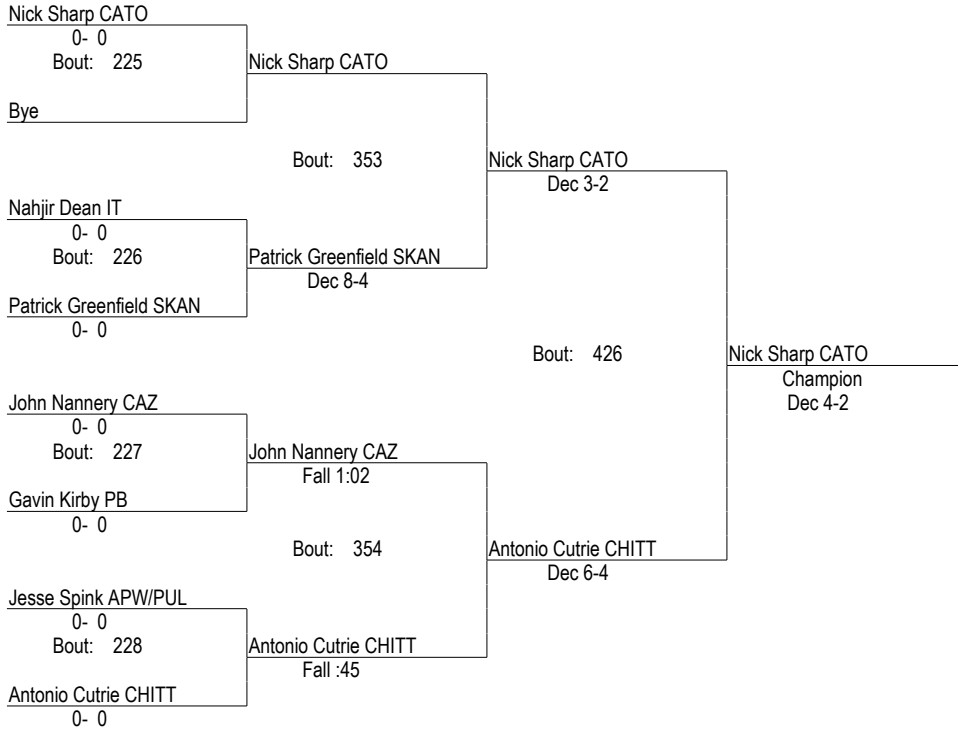 Nick Sharp CATO
0- 0
Bout: 225
Nick Sharp CATO
Bye
Bout: 353
Nick Sharp CATO
Dec 3-2
Nahjir Dean IT
0- 0
Bout: 226
Patrick Greenfield SKAN
Dec 8-4
Patrick Greenfield SKAN
0- 0
Bout: 426
Nick Sharp CATO
Champion
Dec 4-2
John Nannery CAZ
0- 0
Bout: 227
John Nannery CAZ
Fall 1:02
Gavin Kirby PB
0- 0
Bout: 354
Antonio Cutrie CHITT
Dec 6-4
Jesse Spink APW/PUL
0- 0
Bout: 228
Antonio Cutrie CHITT
Fall :45
Antonio Cutrie CHITT
0- 0